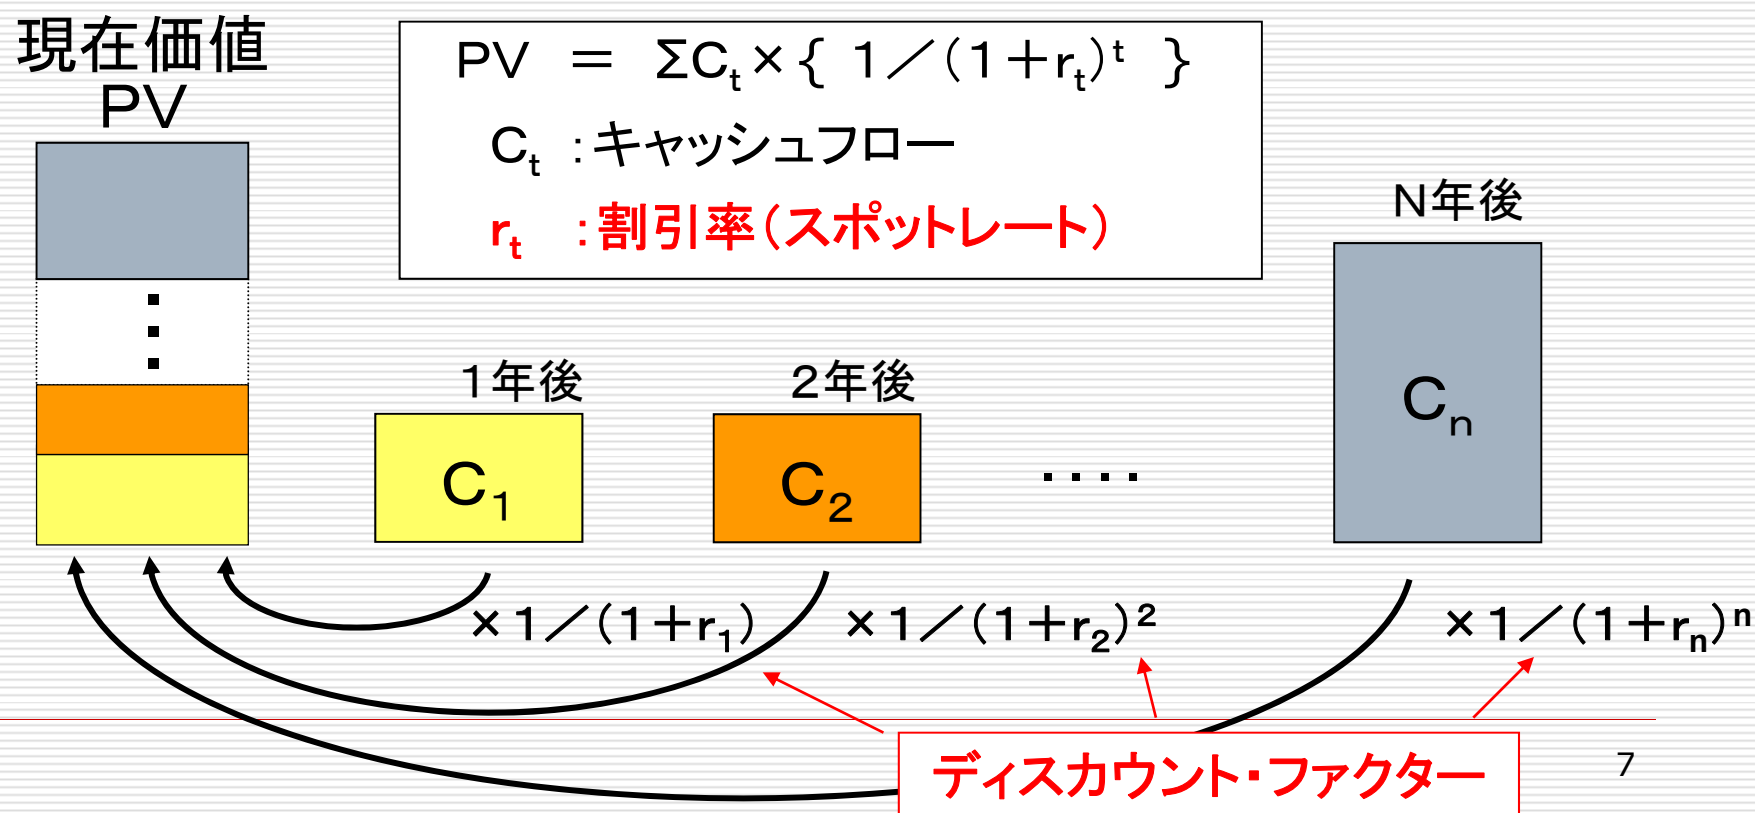 現在価値
PV
PV ＝ ΣCₜ×{ 1／(1＋rₜ)ᵗ }
Cₜ :キャッシュフロー
rₜ :割引率(スポットレート)
N年後
1年後
2年後
C₁
C₂
‥‥
Cₙ
×1／(1＋r₁)
×1／(1＋r₂)²
×1／(1＋rₙ)ⁿ
ディスカウント・ファクター
7